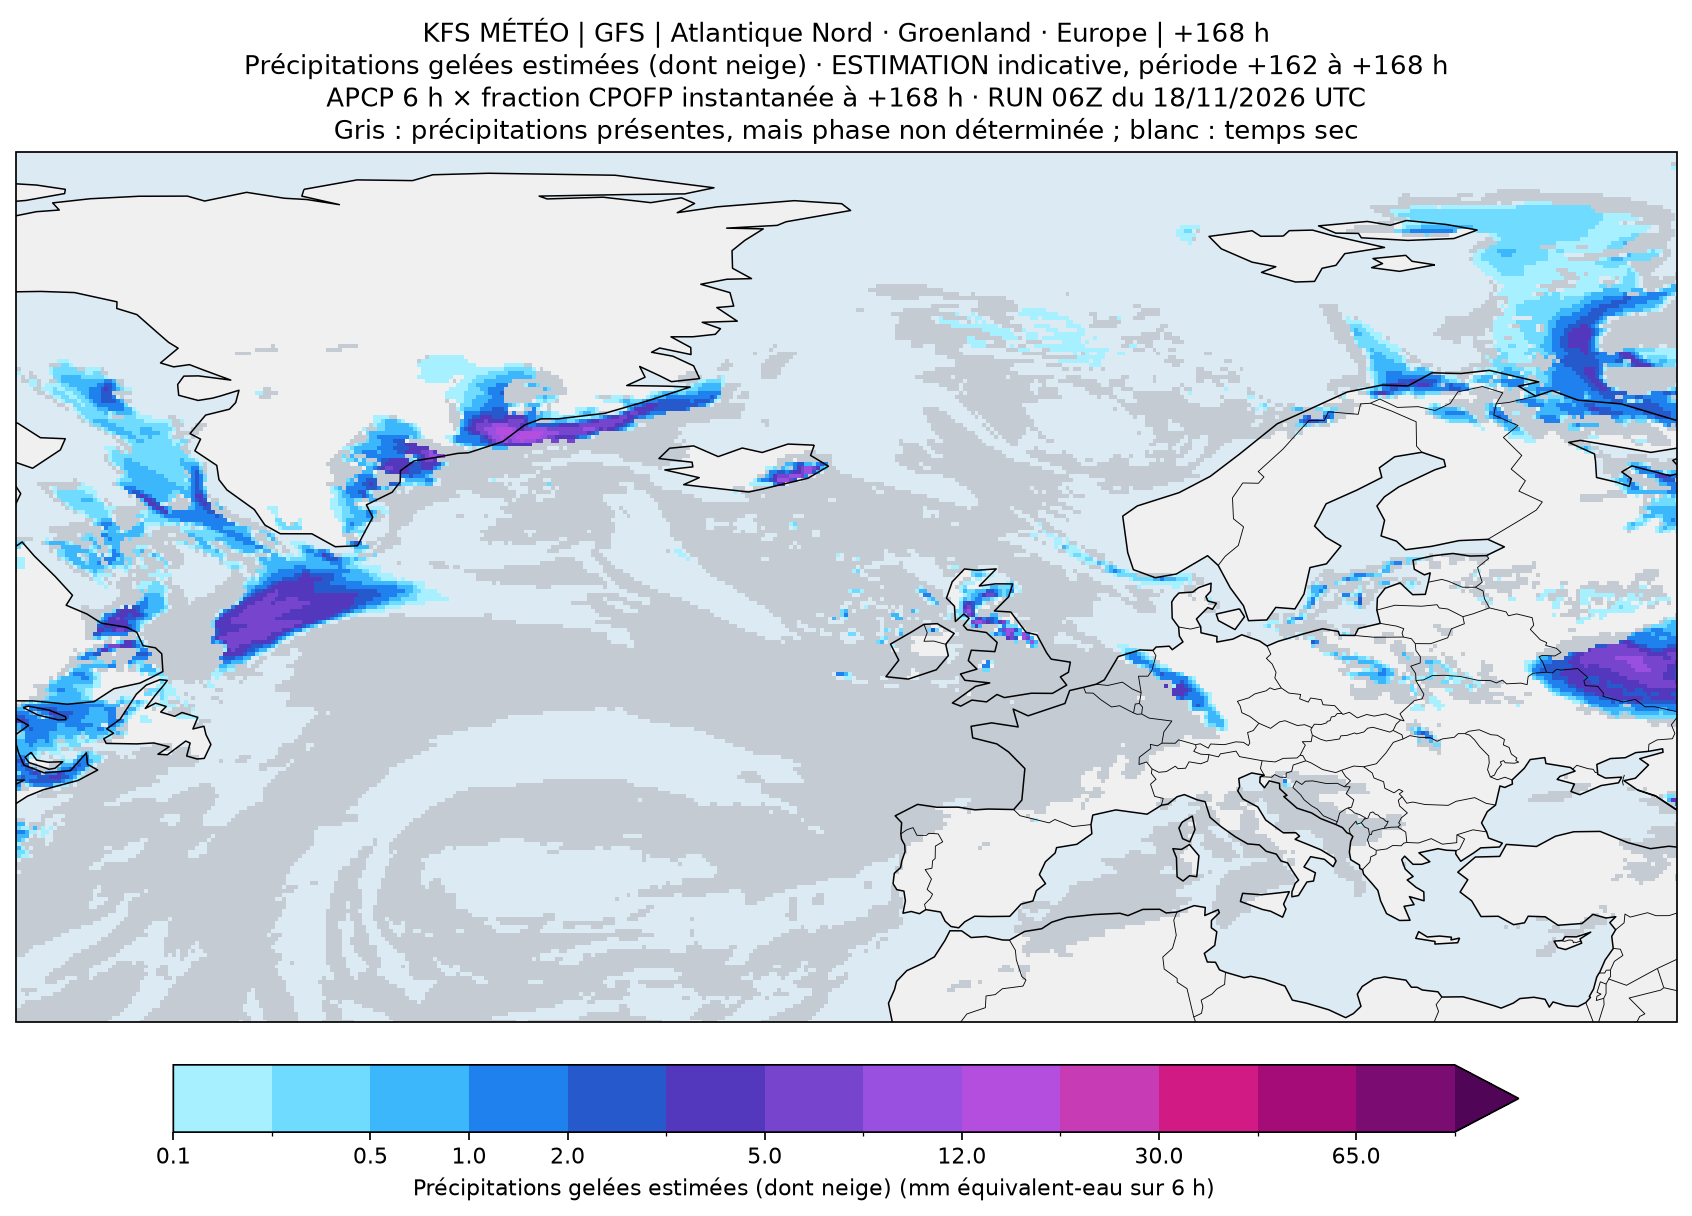 KFS MÉTÉO | GFS | Atlantique Nord · Groenland · Europe | +168 h
Précipitations gelées estimées (dont neige) · ESTIMATION indicative, période +162 à +168 h
APCP 6 h × fraction CPOFP instantanée à +168 h · RUN 06Z du 18/11/2026 UTC
Gris : précipitations présentes, mais phase non déterminée ; blanc : temps sec
0.1 0.5 1.0 2.0 5.0 12.0 30.0 65.0
Précipitations gelées estimées (dont neige) (mm équivalent-eau sur 6 h)